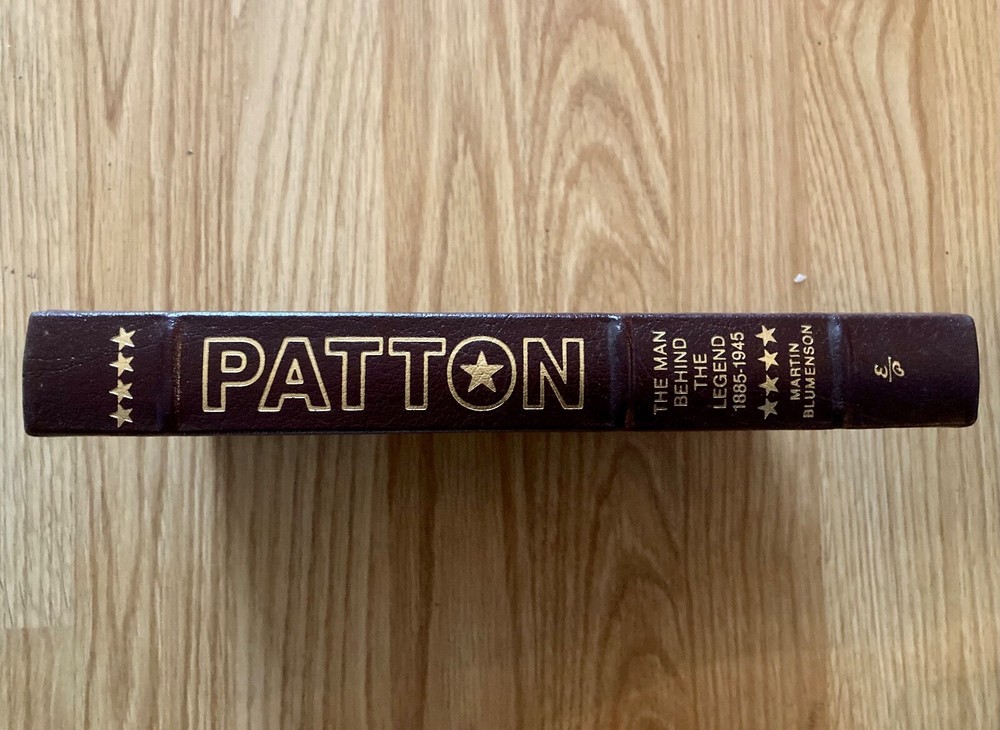 PATTON
THE MAN
BEHIND
THE
LEGEND
1885-1945
MARTIN
BLUMENSON
E
P